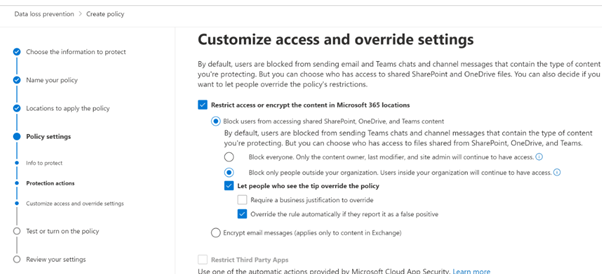 Data loss prevention > Create policy
Choose the information to protect
Name your policy
Locations to apply the policy
Policy settings
Info to protect
Protection actions
Customize access and override settings
Test or turn on the policy
Review your settings
Customize access and override settings
By default, users are blocked from sending email and Teams chats and channel messages that contain the type of content
you're protecting. But you can choose who has access to shared SharePoint and OneDrive files. You can also decide if you
want to let people override the policy's restrictions.
Restrict access or encrypt the content in Microsoft 365 locations
Block users from accessing shared SharePoint, OneDrive, and Teams content
By default, users are blocked from sending Teams chats and channel messages that contain the type of content
you're protecting. But you can choose who has access to files shared from SharePoint, OneDrive, and Teams.
Block everyone. Only the content owner, last modifier, and site admin will continue to have access.
Block only people outside your organization. Users inside your organization will continue to have access.
Let people who see the tip override the policy
Require a business justification to override
Override the rule automatically if they report it as a false positive
Encrypt email messages (applies only to content in Exchange)
Restrict Third Party Apps
Use one of the automatic actions provided by Microsoft Cloud App Security. Learn more